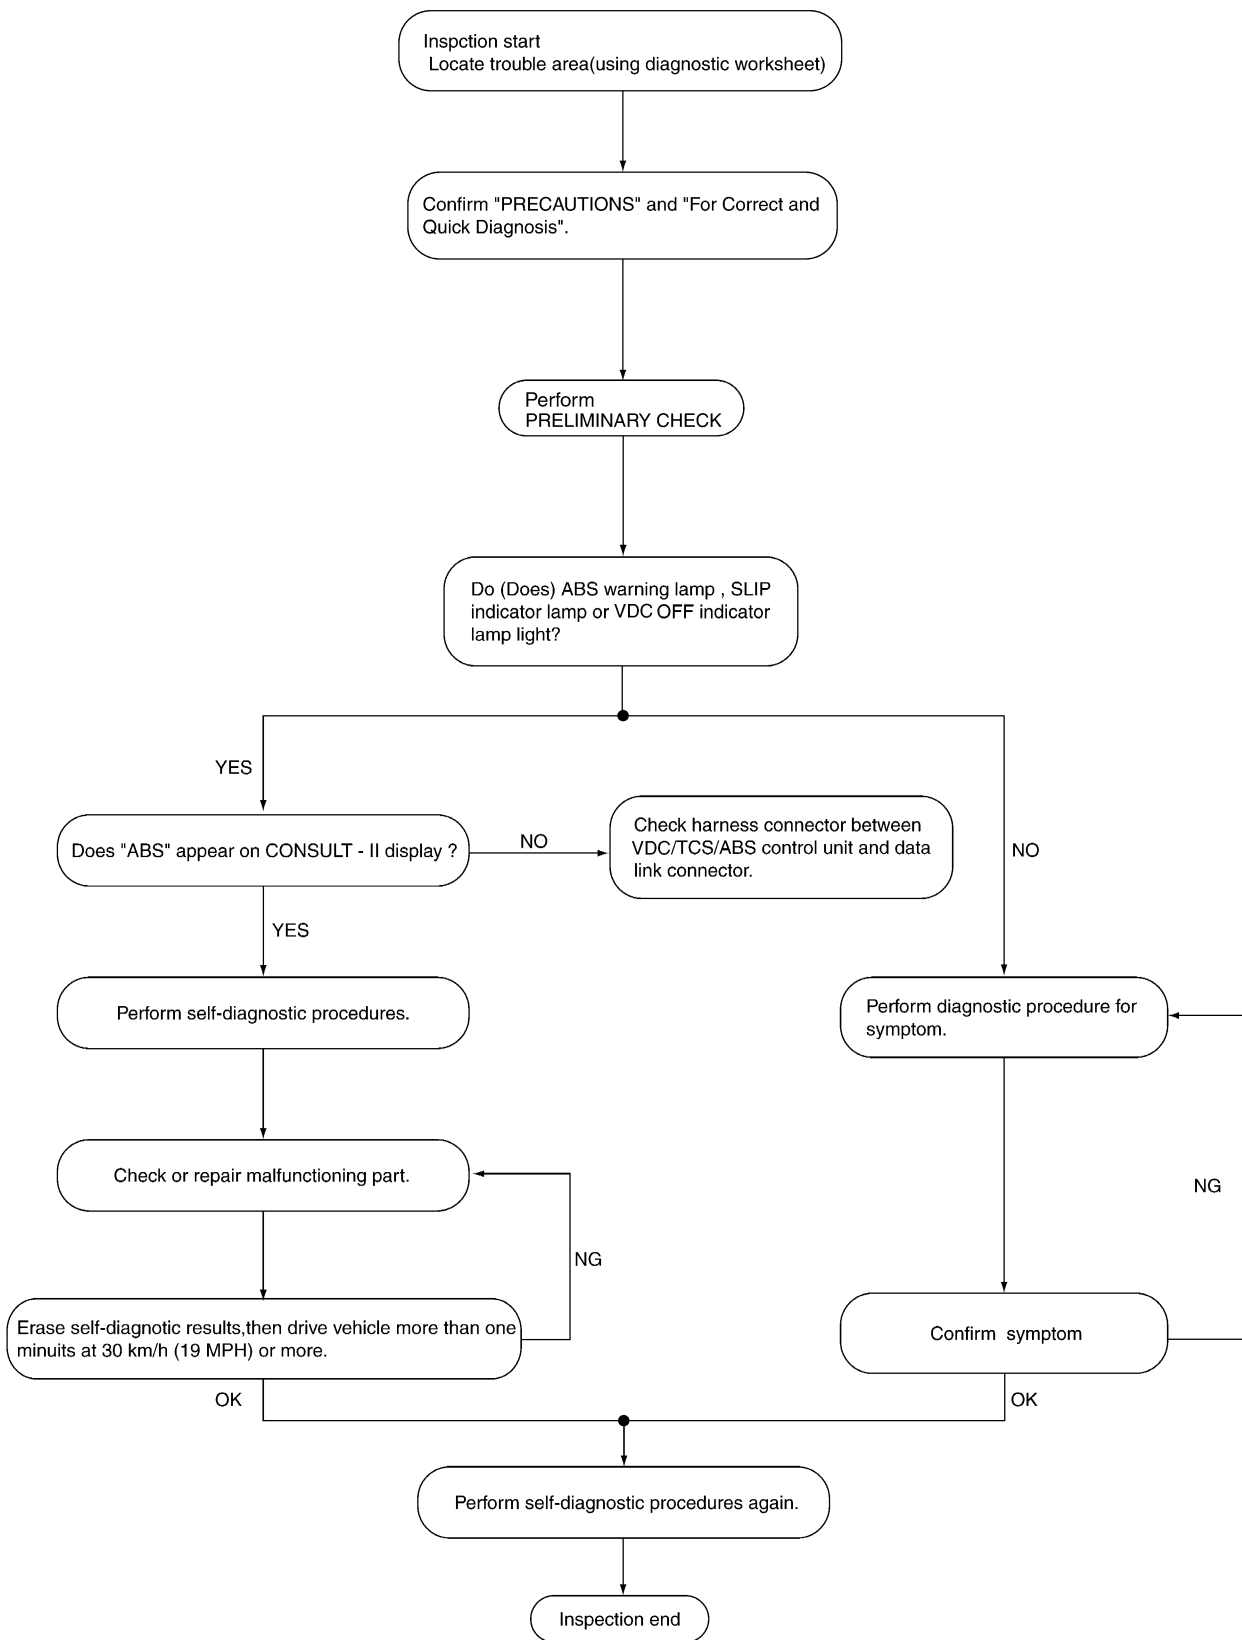 Inspction start
Locate trouble area(using diagnostic worksheet)
Confirm "PRECAUTIONS" and "For Correct and
Quick Diagnosis".
Perform
PRELIMINARY CHECK
Do (Does) ABS warning lamp , SLIP
indicator lamp or VDC OFF indicator
lamp light?
YES
NO
Does "ABS" appear on CONSULT - II display ?
NO
Check harness connector between
VDC/TCS/ABS control unit and data
link connector.
YES
Perform self-diagnostic procedures.
Perform diagnostic procedure for
symptom.
Check or repair malfunctioning part.
NG
NG
Erase self-diagnotic results,then drive vehicle more than one
minuits at 30 km/h (19 MPH) or more.
Confirm symptom
OK
OK
Perform self-diagnostic procedures again.
Inspection end